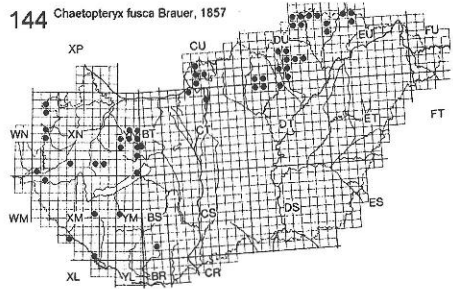 144 Chaetopteryx fusca Brauer, 1857
XP
CU
DU
EU
FU
WN
XN
BT
CT
DT
ET
FT
WM
XM
YM
BS
CS
DS
ES
XL
YL
BR
CR